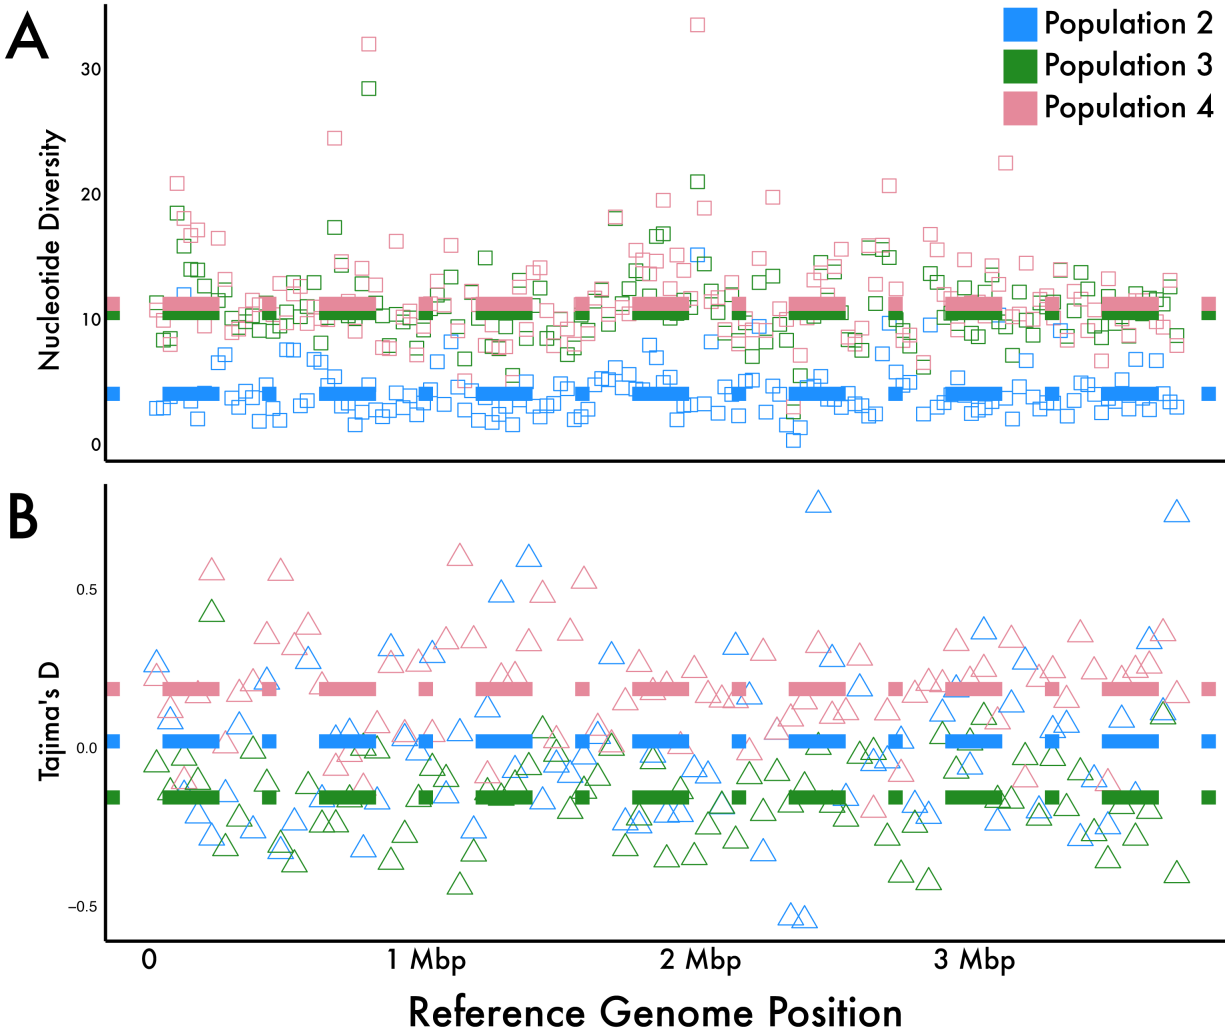 A
Population 2
Population 3
Population 4
Nucleotide Diversity
30
20
10
0
B
Tajima's D
0.5
0.0
−0.5
0
1 Mbp
2 Mbp
3 Mbp
Reference Genome Position